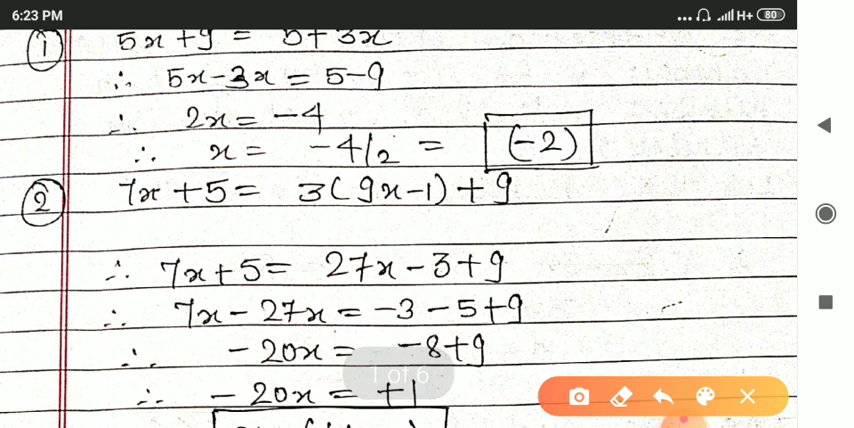 6:23 PM ... H+ 80
① 5x+9 = 5+3x
∴ 5x-3x = 5-9
∴ 2x = -4
∴ x = -4/2 = (-2)
② 7x+5 = 3(9x-1)+9
∴ 7x+5 = 27x-3+9
∴ 7x-27x = -3-5+9
∴ -20x = -8+9
1 of 6
∴ -20x = +1